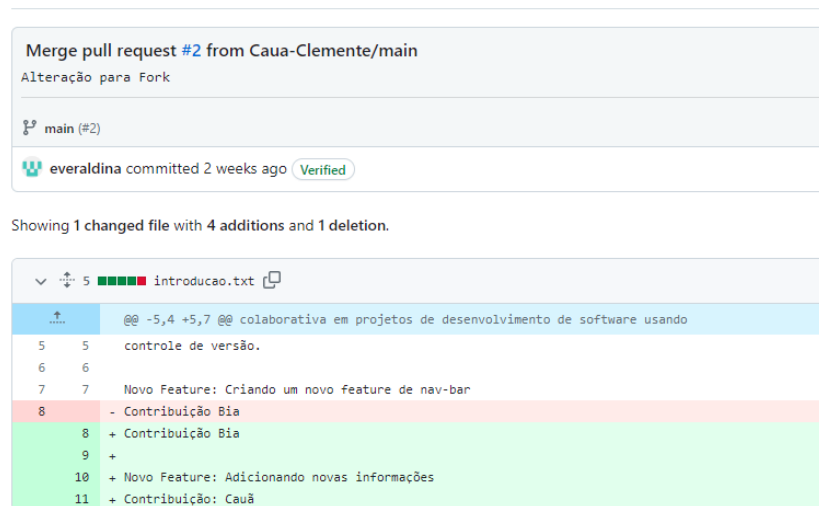 Merge pull request #2 from Caua-Clemente/main
Alteração para Fork
main (#2)
everaldina committed 2 weeks ago Verified
Showing 1 changed file with 4 additions and 1 deletion.
5 introducao.txt
@@ -5,4 +5,7 @@ colaborativa em projetos de desenvolvimento de software usando
5 5 controle de versão.
6 6
7 7 Novo Feature: Criando um novo feature de nav-bar
8 - Contribuição Bia
8 + Contribuição Bia
9 +
10 + Novo Feature: Adicionando novas informações
11 + Contribuição: Cauã